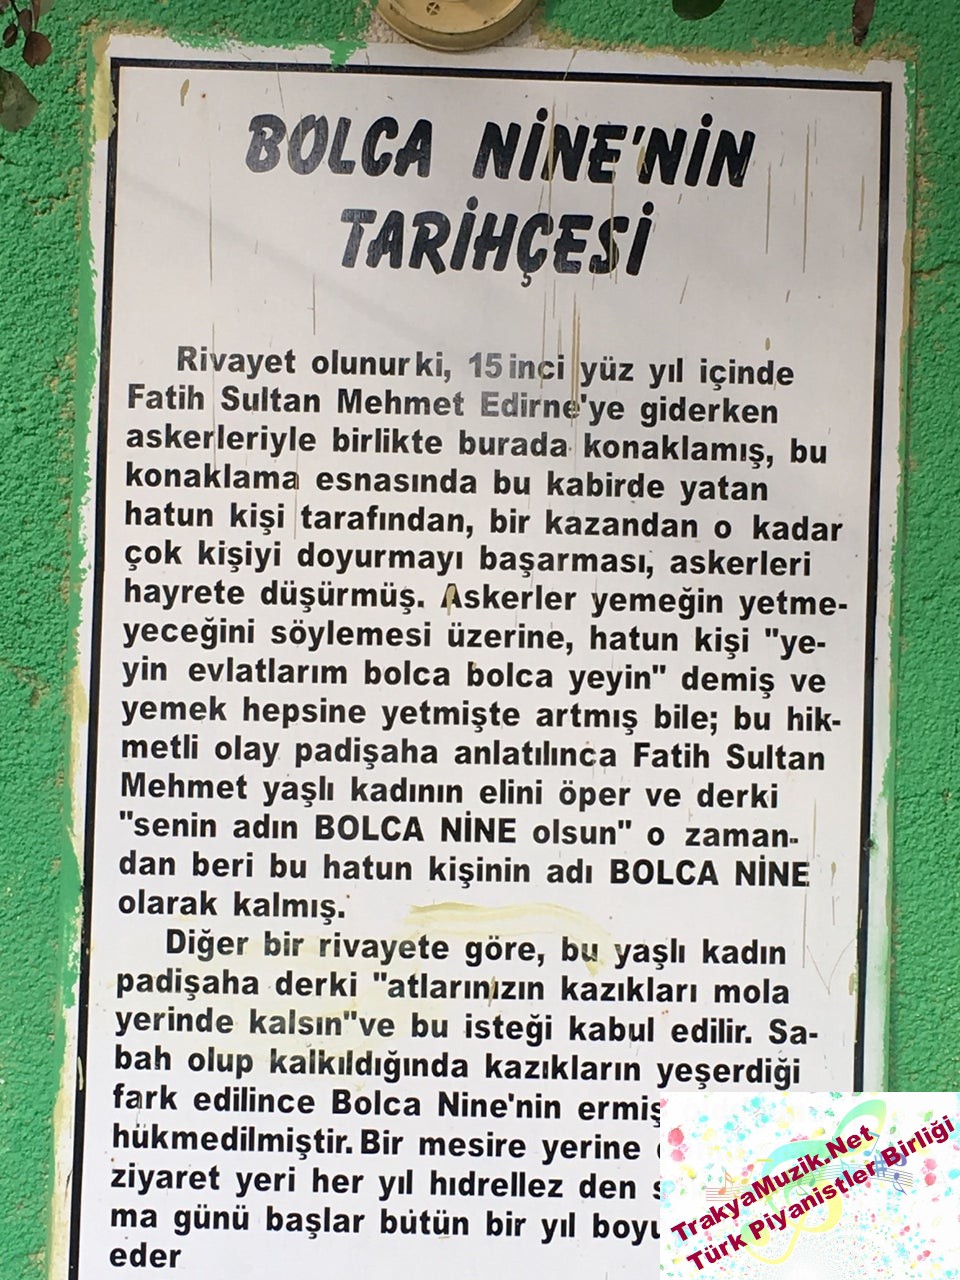 BOLCA NİNE'NİN
TARİHÇESİ
Rivayet olunur ki, 15 inci yüz yıl içinde
Fatih Sultan Mehmet Edirne'ye giderken
askerleriyle birlikte burada konaklamış, bu
konaklama esnasında bu kabirde yatan
hatun kişi tarafından, bir kazandan o kadar
çok kişiyi doyurmayı başarması, askerleri
hayrete düşürmüş. Askerler yemeğin yetme-
yeceğini söylemesi üzerine, hatun kişi "ye-
yin evlatlarım bolca bolca yeyin" demiş ve
yemek hepsine yetmişte artmış bile; bu hik-
metli olay padişaha anlatılınca Fatih Sultan
Mehmet yaşlı kadının elini öper ve derki
"senin adın BOLCA NİNE olsun" o zaman-
dan beri bu hatun kişinin adı BOLCA NİNE
olarak kalmış.
Diğer bir rivayete göre, bu yaşlı kadın
padişaha derki "atlarınızın kazıkları mola
yerinde kalsın"ve bu isteği kabul edilir. Sa-
bah olup kalkıldığında kazıkların yeşerdiği
fark edilince Bolca Nine'nin
hükmedilmiştir. Bir mesire yerine
ziyaret yeri her yıl hıdrellez den
ma günü başlar bütün bir yıl
eder
TrakyaMuzik.Net
Türk Piyanistler Birliği